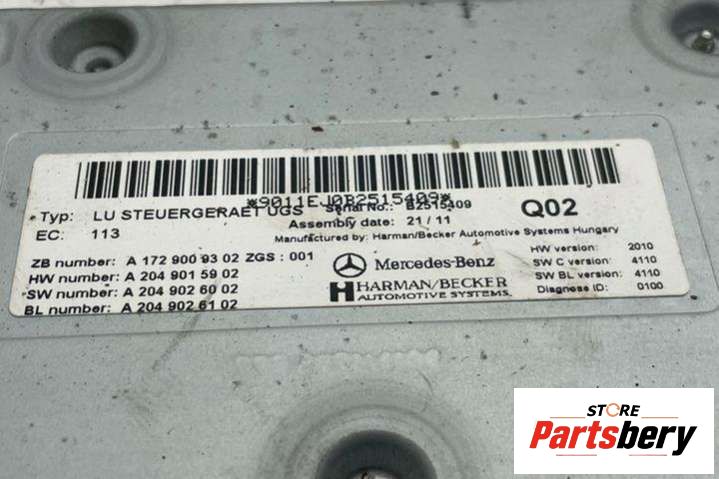 *9011EJ0B2515409*
Typ: LU STEUERGERAET UGS Serial No.: B2515409 Q02
EC: 113 Assembly date: 21/11
Manufactured by: Harman/Becker Automotive Systems Hungary
ZB number: A 172 900 93 02 ZGS : 001
HW number: A 204 901 59 02
SW number: A 204 902 60 02
BL number: A 204 902 61 02
Mercedes-Benz
HARMAN/BECKER
AUTOMOTIVE SYSTEMS
HW version: 2010
SW C version: 4110
SW BL version: 4110
Diagnose ID: 0100
STORE
Partsbery